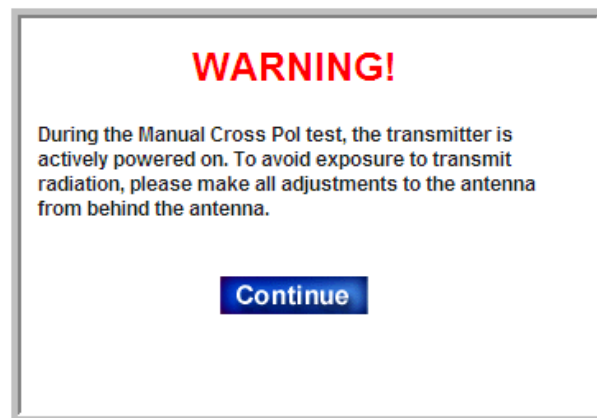 WARNING!
During the Manual Cross Pol test, the transmitter is
actively powered on. To avoid exposure to transmit
radiation, please make all adjustments to the antenna
from behind the antenna.
Continue